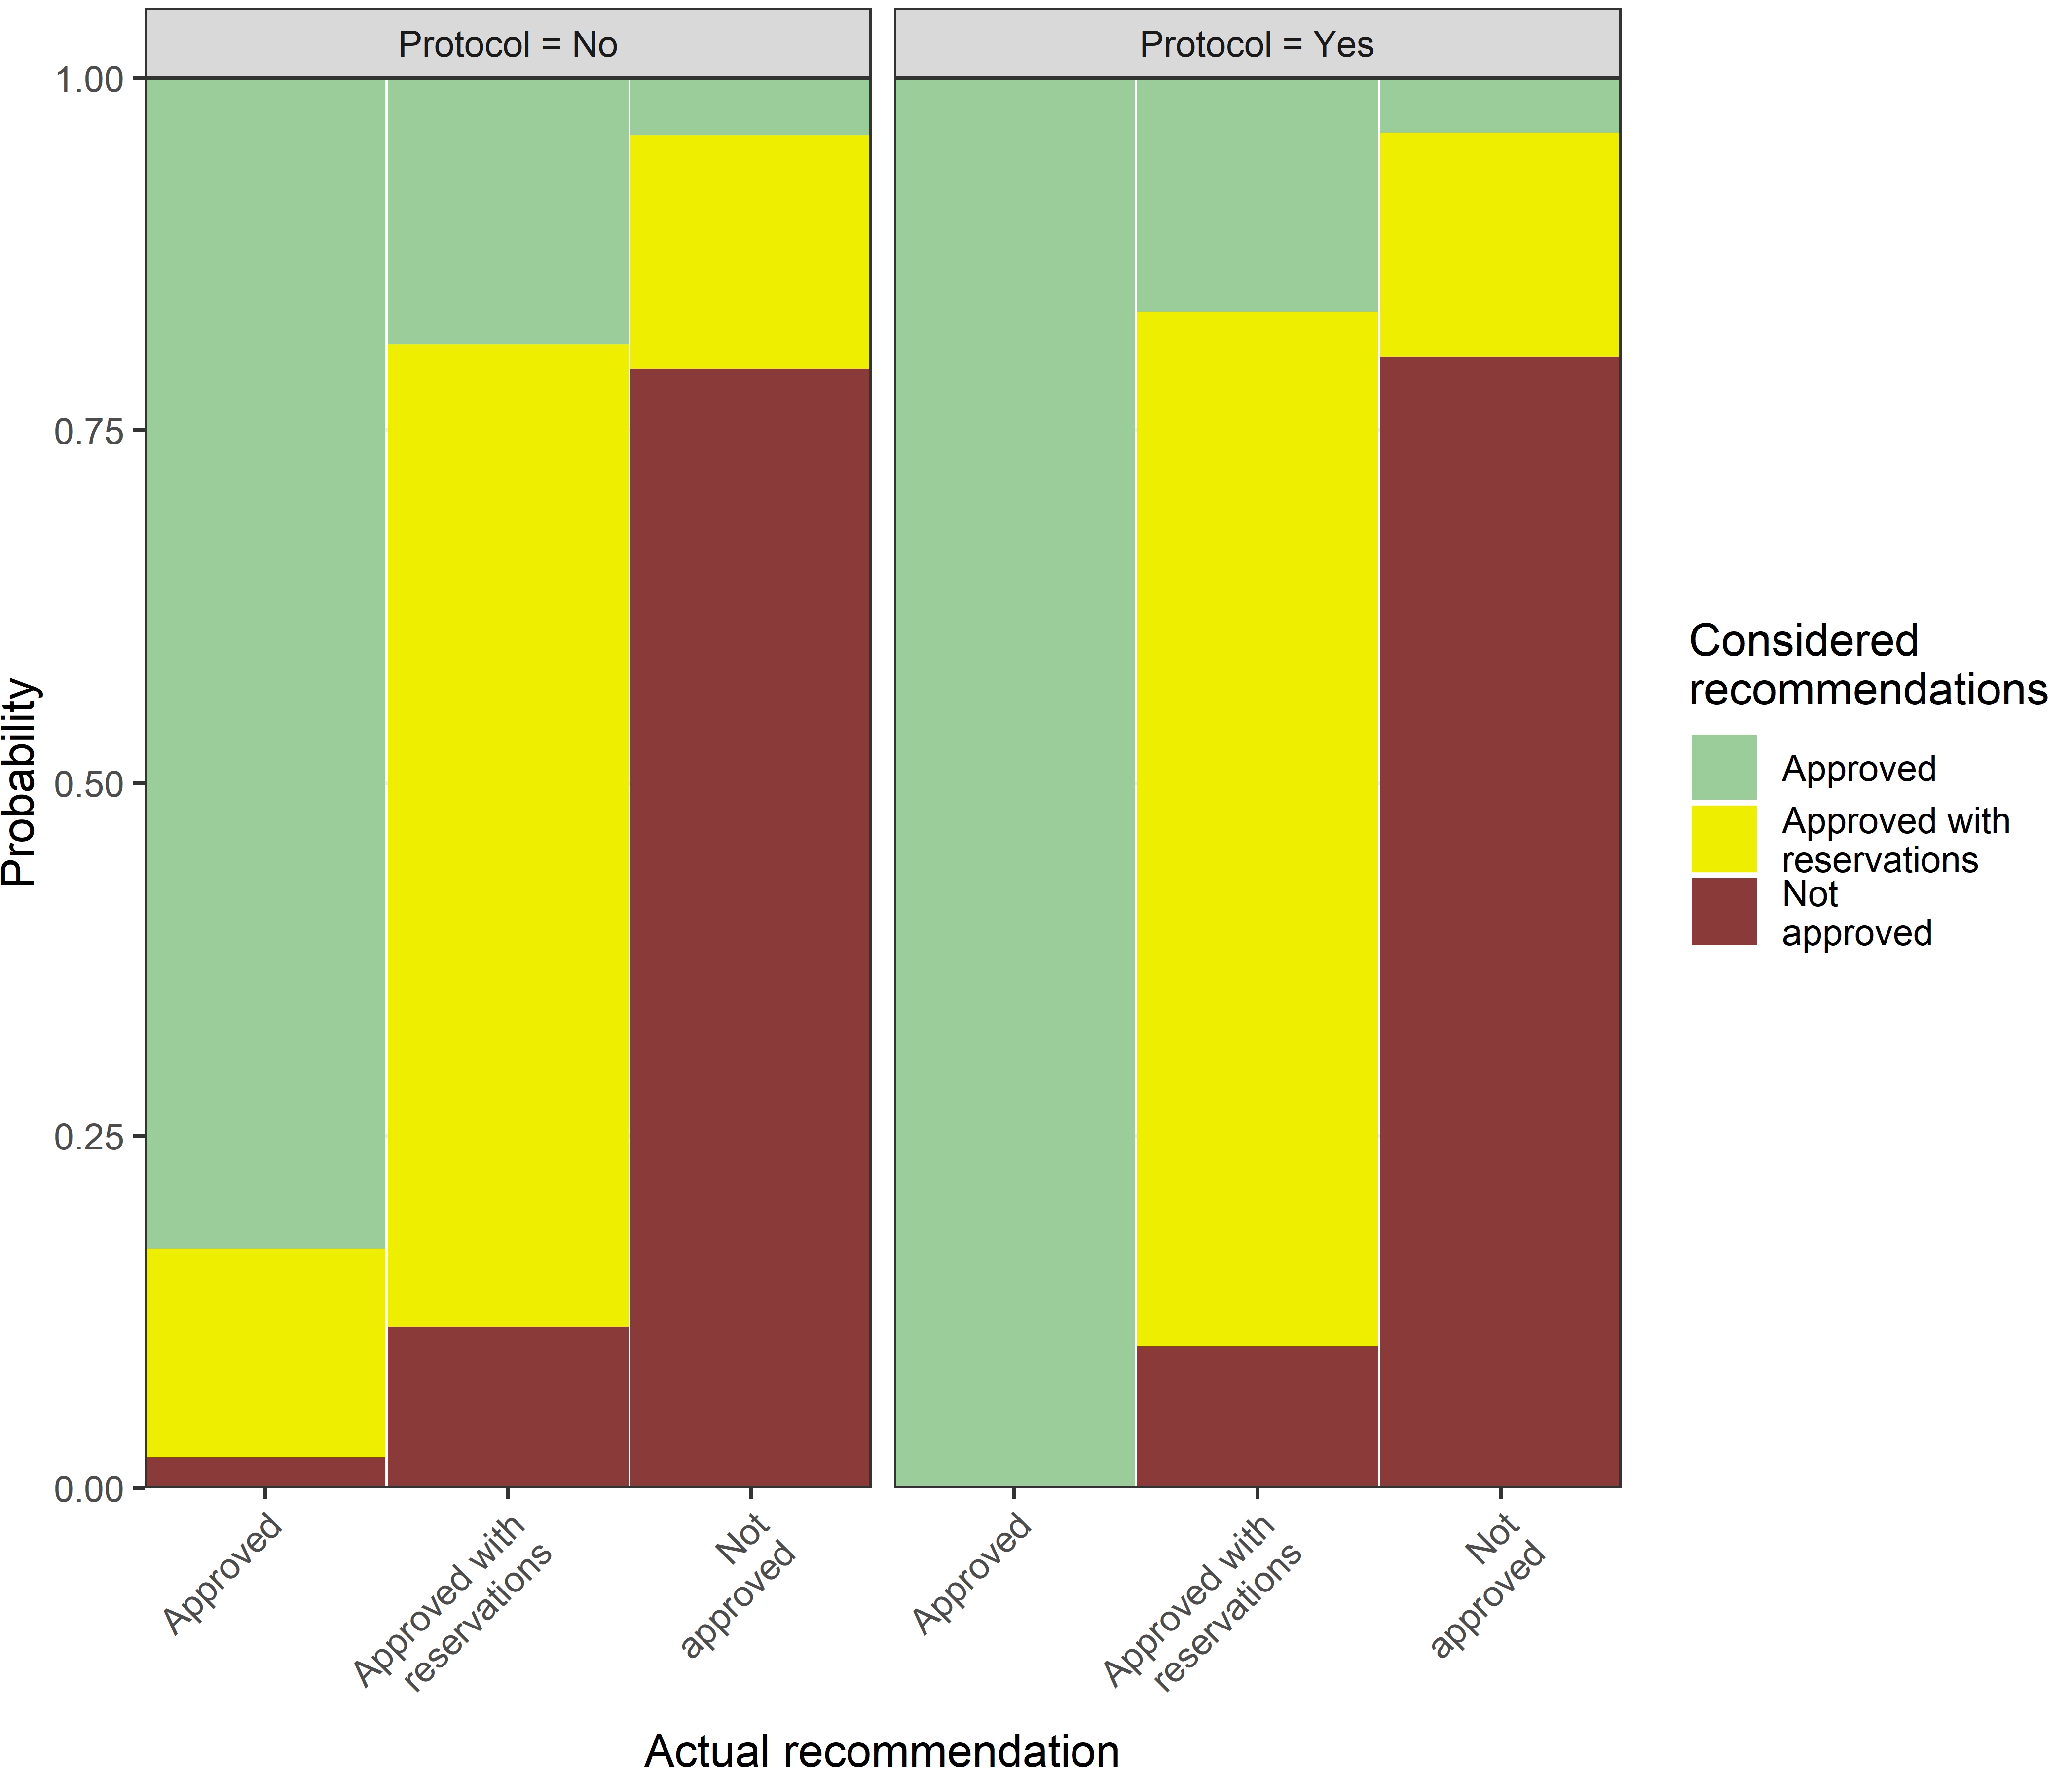 Protocol = No
Protocol = Yes
1.00
0.75
0.50
0.25
0.00
Probability
Approved
Approved with
reservations
Not
approved
Approved
Approved with
reservations
Not
approved
Actual recommendation
Considered
recommendations
Approved
Approved with
reservations
Not
approved